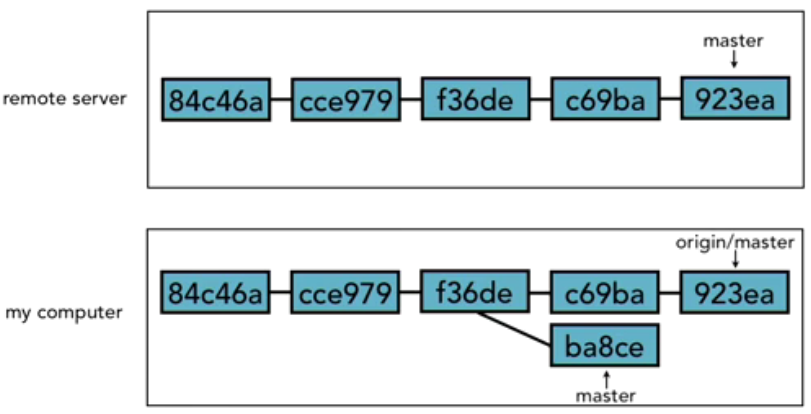 master
remote server
84c46a cce979 f36de c69ba 923ea
origin/master
84c46a cce979 f36de c69ba 923ea
my computer
ba8ce
master